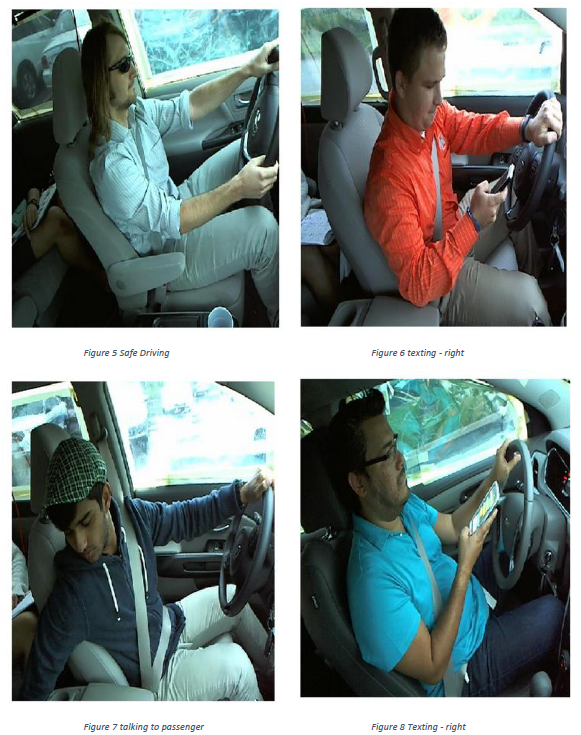 Figure 5 Safe Driving
Figure 6 texting - right
Figure 7 talking to passenger
Figure 8 Texting - right